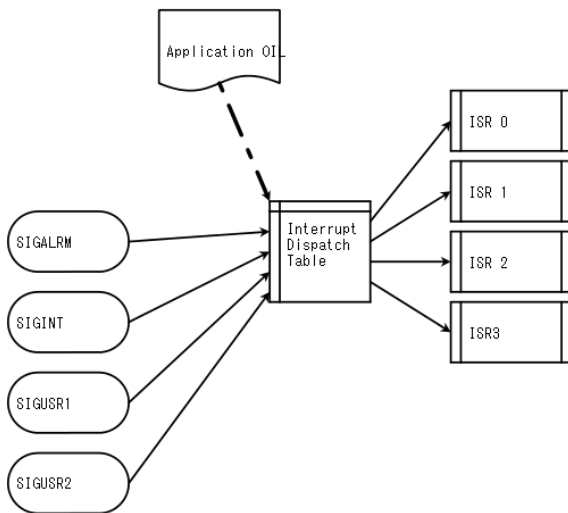 Application OIL
SIGALRM
SIGINT
SIGUSR1
SIGUSR2
Interrupt
Dispatch
Table
ISR 0
ISR 1
ISR 2
ISR3